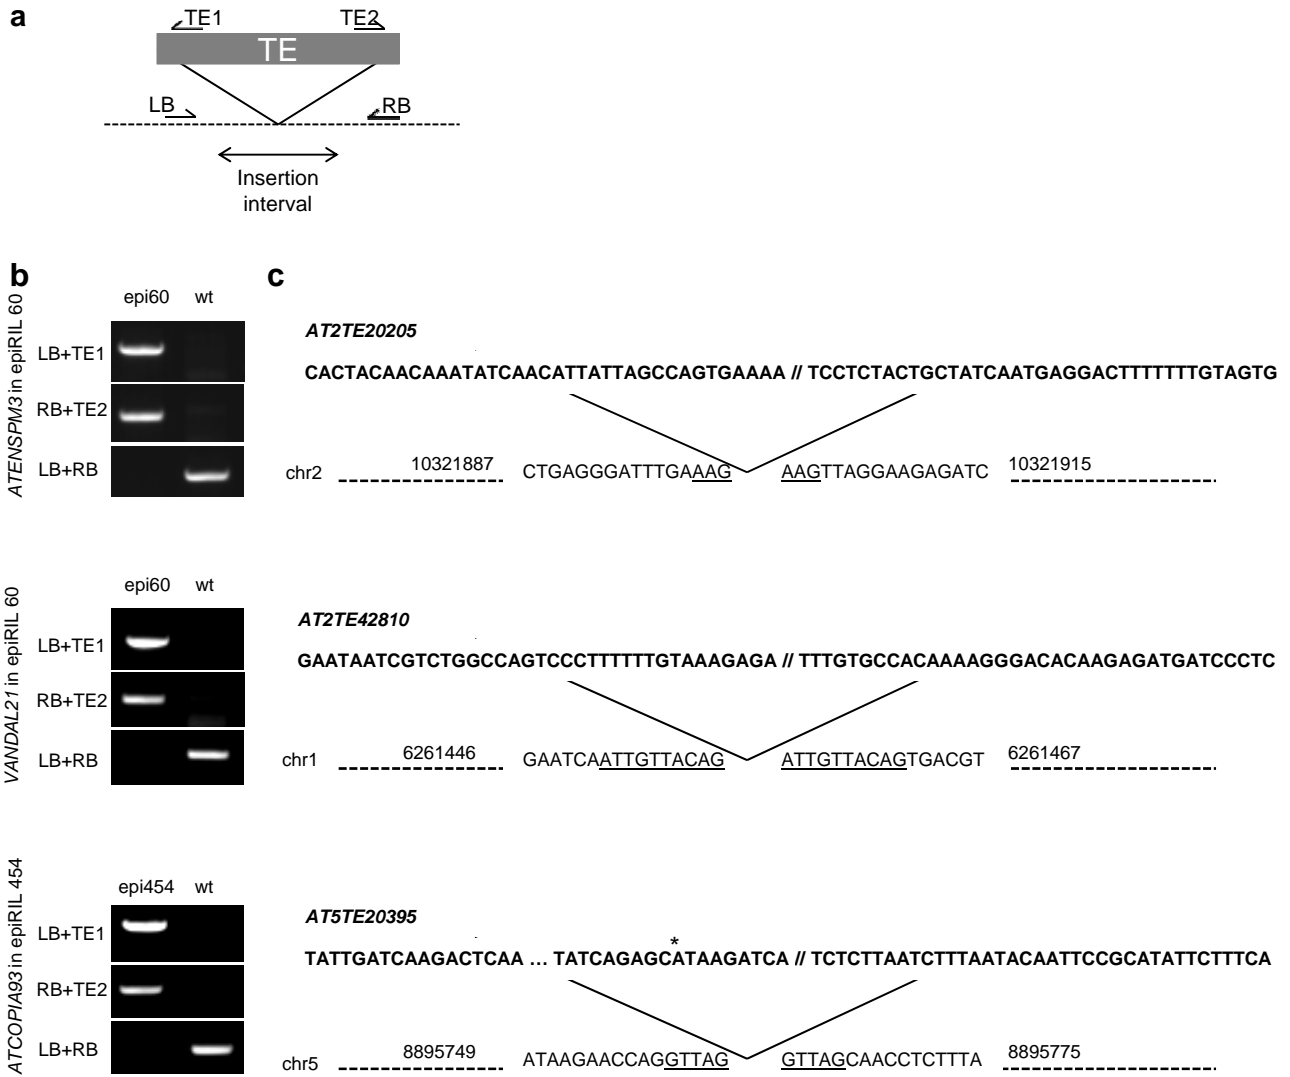 a
TE1 TE2
TE
LB RB
Insertion
interval
b
ATENSPM3 in epiRIL 60
epi60 wt
LB+TE1
RB+TE2
LB+RB
VANDAL21 in epiRIL 60
epi60 wt
LB+TE1
RB+TE2
LB+RB
ATCOPIA93 in epiRIL 454
epi454 wt
LB+TE1
RB+TE2
LB+RB
c
AT2TE20205
CACTACAACAAATATCAACATTATTAGCCAGTGAAAA // TCCTCTACTGCTATCAATGAGGACTTTTTTTGTAGTG
chr2 10321887 CTGAGGGATTTGAAAG AAGTTAGGAAGAGATC 10321915
AT2TE42810
GAATAATCGTCTGGCCAGTCCCTTTTTTGTAAAGAGA // TTTGTGCCACAAAAGGGACACAAGAGATGATCCCTC
chr1 6261446 GAATCAATTGTTACAG ATTGTTACAGTGACGT 6261467
AT5TE20395
*
TATTGATCAAGACTCAA ... TATCAGAGCATAAGATCA // TCTCTTAATCTTTAATACAATTCCGCATATTCTTTCA
chr5 8895749 ATAAGAACCAGGTTAG GTTAGCAACCTCTTTA 8895775